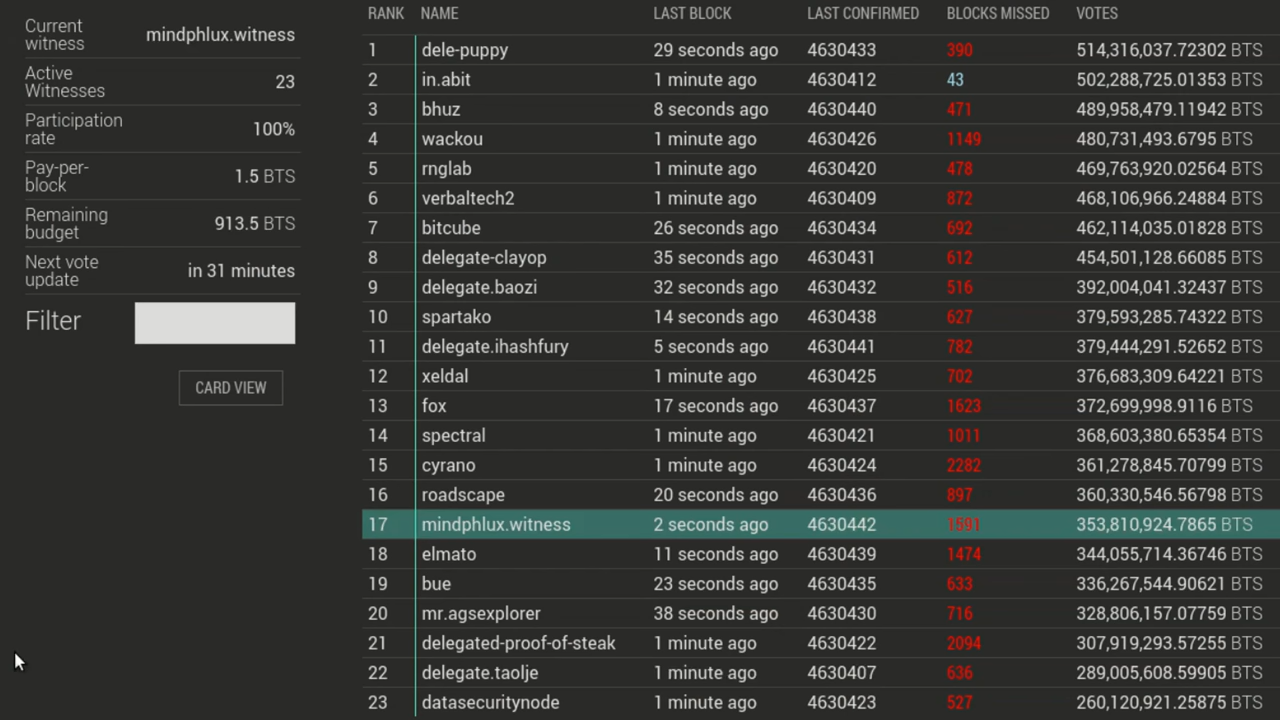 Current
witness
mindphlux.witness
Active
Witnesses
23
Participation
rate
100%
Pay-per-
block
1.5 BTS
Remaining
budget
913.5 BTS
Next vote
update
in 31 minutes
Filter
CARD VIEW
RANK NAME LAST BLOCK LAST CONFIRMED BLOCKS MISSED VOTES
1 dele-puppy 29 seconds ago 4630433 390 514,316,037.72302 BTS
2 in.abit 1 minute ago 4630412 43 502,288,725.01353 BTS
3 bhuz 8 seconds ago 4630440 471 489,958,479.11942 BTS
4 wackou 1 minute ago 4630426 1149 480,731,493.6795 BTS
5 rnglab 1 minute ago 4630420 478 469,763,920.02564 BTS
6 verbaltech2 1 minute ago 4630409 872 468,106,966.24884 BTS
7 bitcube 26 seconds ago 4630434 692 462,114,035.01828 BTS
8 delegate-clayop 35 seconds ago 4630431 612 454,501,128.66085 BTS
9 delegate.baozi 32 seconds ago 4630432 516 392,004,041.32437 BTS
10 spartako 14 seconds ago 4630438 627 379,593,285.74322 BTS
11 delegate.ihashfury 5 seconds ago 4630441 782 379,444,291.52652 BTS
12 xeldal 1 minute ago 4630425 702 376,683,309.64221 BTS
13 fox 17 seconds ago 4630437 1623 372,699,998.9116 BTS
14 spectral 1 minute ago 4630421 1011 368,603,380.65354 BTS
15 cyrano 1 minute ago 4630424 2282 361,278,845.70799 BTS
16 roadscape 20 seconds ago 4630436 897 360,330,546.56798 BTS
17 mindphlux.witness 2 seconds ago 4630442 1591 353,810,924.7865 BTS
18 elmato 11 seconds ago 4630439 1474 344,055,714.36746 BTS
19 bue 23 seconds ago 4630435 633 336,267,544.90621 BTS
20 mr.agsexplorer 38 seconds ago 4630430 716 328,806,157.07759 BTS
21 delegated-proof-of-steak 1 minute ago 4630422 2094 307,919,293.57255 BTS
22 delegate.taolje 1 minute ago 4630407 636 289,005,608.59905 BTS
23 datasecuritynode 1 minute ago 4630423 527 260,120,921.25875 BTS